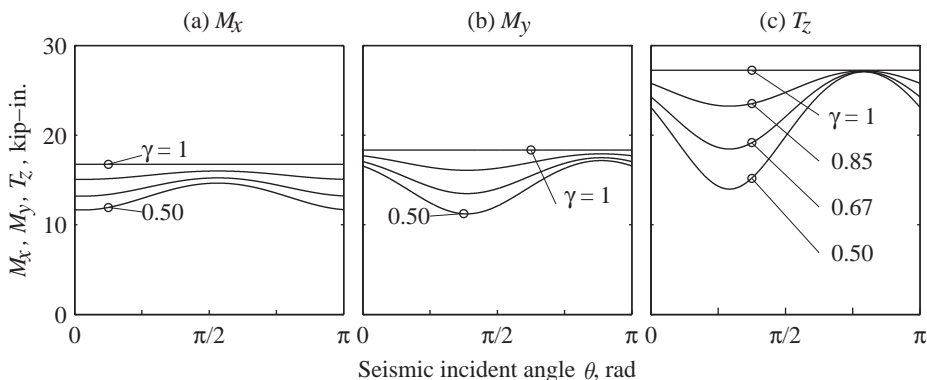 (a) Mx
(b) My
(c) Tz
Mx, My, Tz, kip–in.
30
20
10
0
γ = 1
0.50
0.50
γ = 1
γ = 1
0.85
0.67
0.50
0
π/2
π
0
π/2
π
0
π/2
π
Seismic incident angle θ, rad